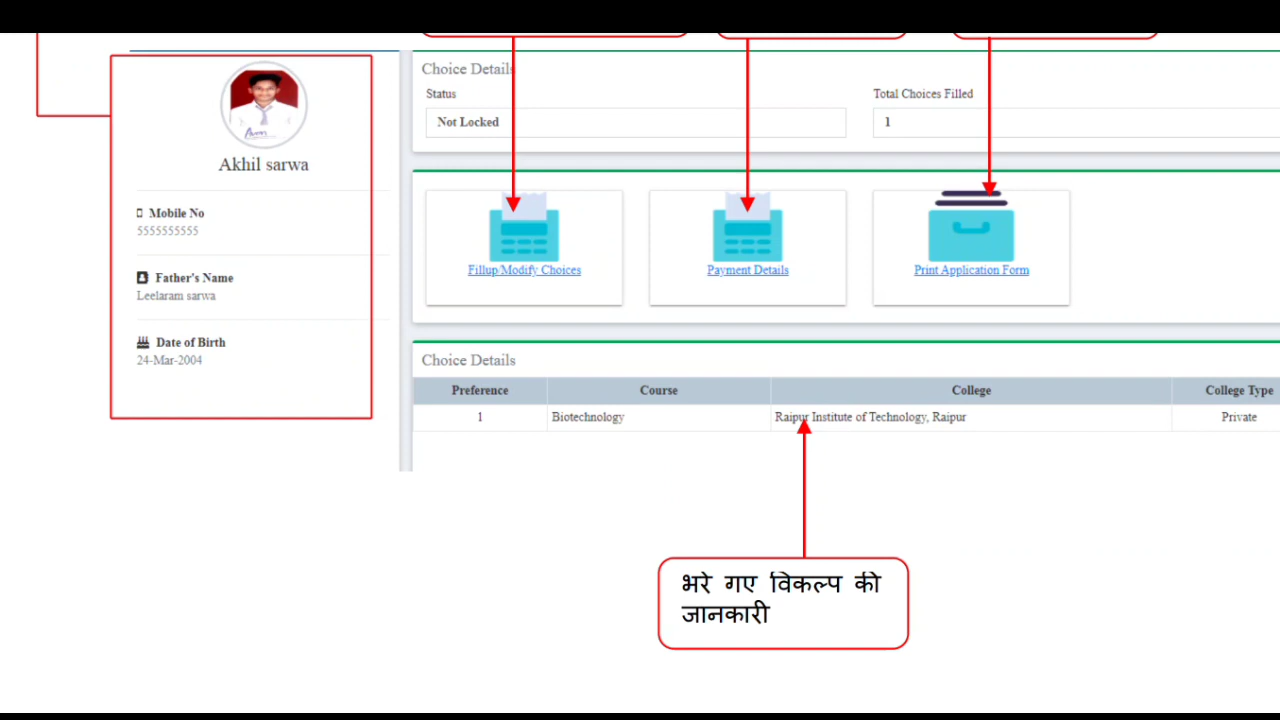 Akhil sarwa
Mobile No
5555555555
Father's Name
Leelaram sarwa
Date of Birth
24-Mar-2004
Choice Details
Status
Total Choices Filled
Not Locked
1
Fillup/Modify Choices
Payment Details
Print Application Form
Choice Details
Preference Course College College Type
1 Biotechnology Raipur Institute of Technology, Raipur Private
भरे गए विकल्प की
जानकारी